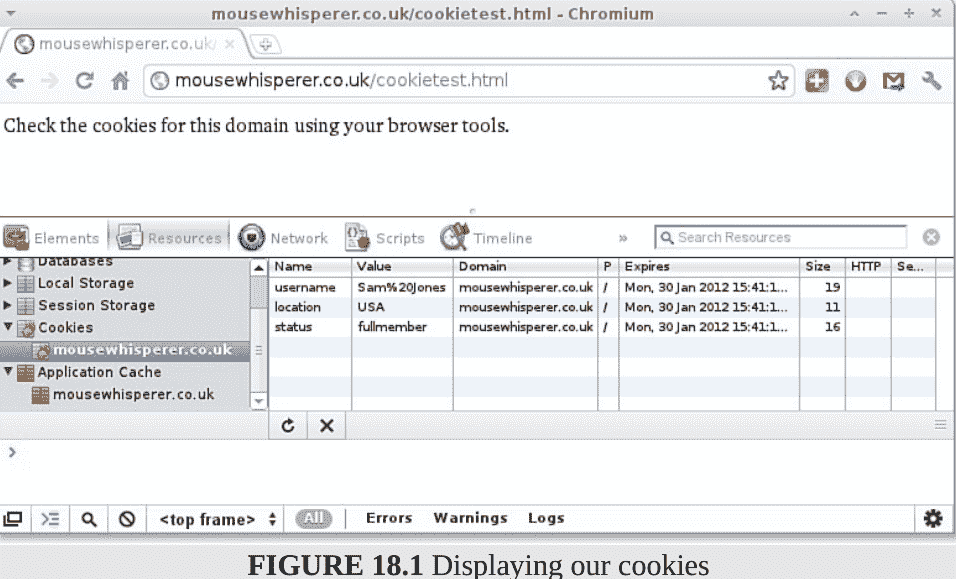 mousewhisperer.co.uk/cookietest.html - Chromium
mousewhisperer.co.uk/
mousewhisperer.co.uk/cookietest.html
Check the cookies for this domain using your browser tools.
Elements Resources Network Scripts Timeline » Search Resources
Databases
Local Storage
Session Storage
Cookies
mousewhisperer.co.uk
Application Cache
mousewhisperer.co.uk
Name Value Domain P Expires Size HTTP Se...
username Sam%20Jones mousewhisperer.co.uk / Mon, 30 Jan 2012 15:41:1... 19
location USA mousewhisperer.co.uk / Mon, 30 Jan 2012 15:41:1... 11
status fullmember mousewhisperer.co.uk / Mon, 30 Jan 2012 15:41:1... 16
<top frame> All Errors Warnings Logs
FIGURE 18.1 Displaying our cookies